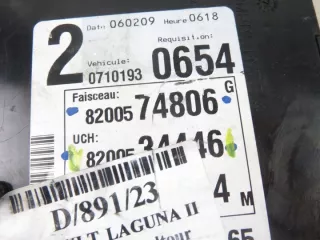 Date 060209 Heure 0618
2 Vehicule: Requisition:
0710193 0654
Faisceau: G
82005 74806
UCH:
82005 34446
4 M
D/891/23
LAGUNA II